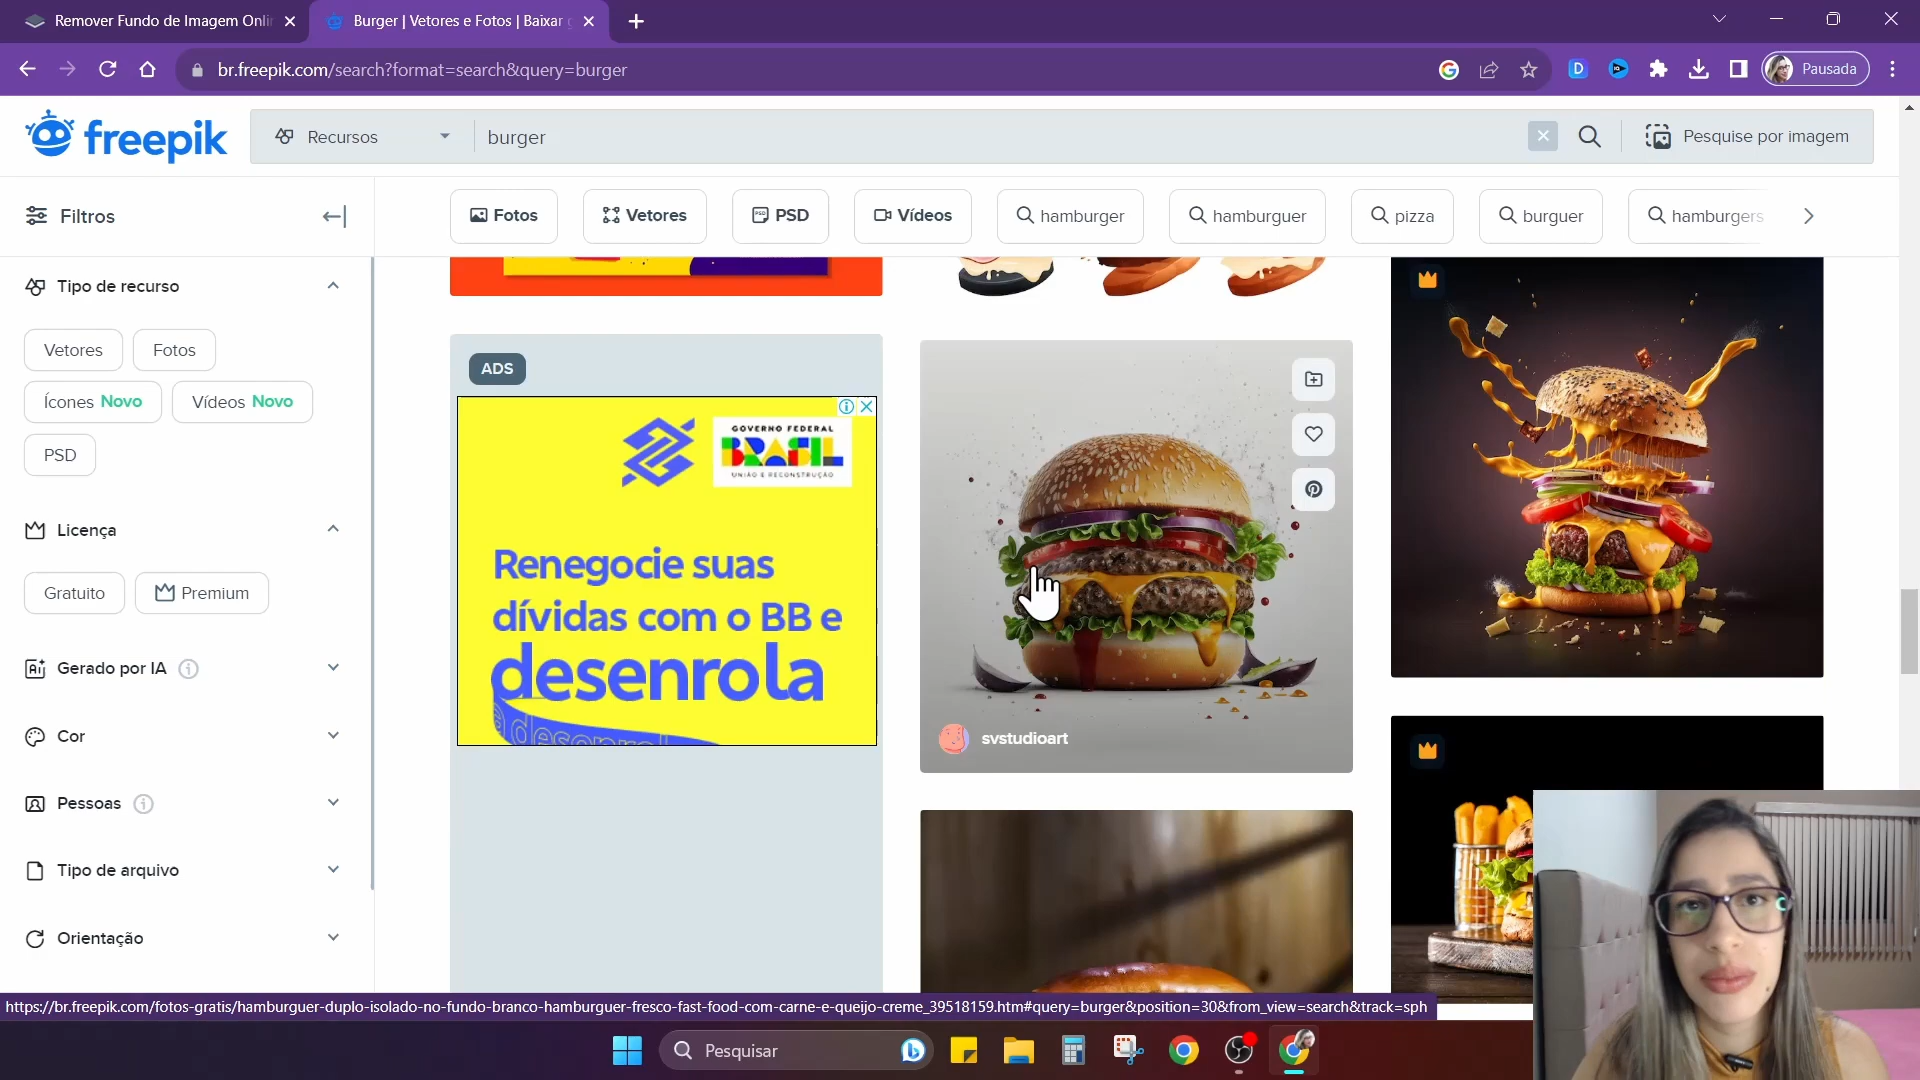 Remover Fundo de Imagem Onli
Burger | Vetores e Fotos | Baixar g
br.freepik.com/search?format=search&query=burger
D
Pausada
freepik
Recursos
burger
Pesquise por imagem
Filtros
Fotos
Vetores
PSD
PSD
Vídeos
hamburger
hamburguer
pizza
burguer
hamburgers
Tipo de recurso
Vetores
Fotos
Ícones Novo
Vídeos Novo
PSD
Licença
Gratuito
Premium
Gerado por IA
Cor
Pessoas
Tipo de arquivo
Orientação
ADS
GOVERNO FEDERAL
BRASIL
UNIÃO E RECONSTRUÇÃO
Renegocie suas
dívidas com o BB e
desenrola
svstudioart
https://br.freepik.com/fotos-gratis/hamburguer-duplo-isolado-no-fundo-branco-hamburguer-fresco-fast-food-com-carne-e-queijo-creme_39518159.htm#query=burger&position=30&from_view=search&track=sph
Pesquisar